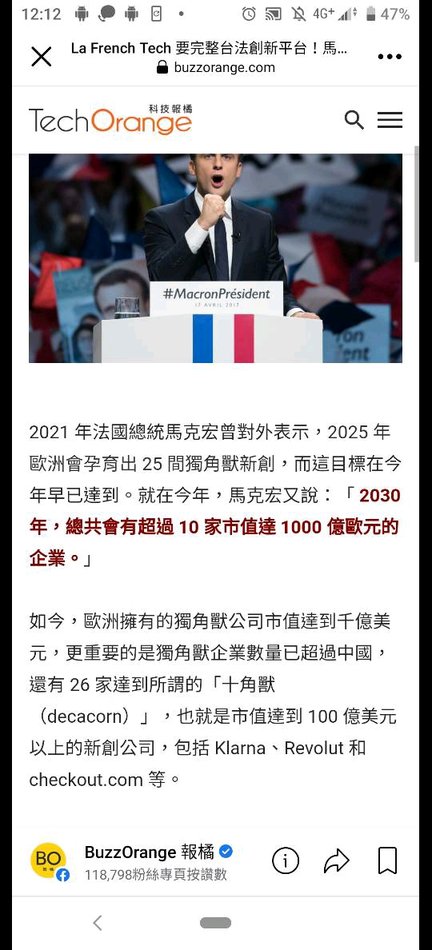 12:12 4G+ 47%
La French Tech 要完整台法創新平台！馬...
buzzorange.com
科技報橘
TechOrange
#MacronPrésident
17 AVRIL 2017
2021 年法國總統馬克宏曾對外表示，2025 年
歐洲會孕育出 25 間獨角獸新創，而這目標在今
年早已達到。就在今年，馬克宏又說：「 2030
年，總共會有超過 10 家市值達 1000 億歐元的
企業。」
如今，歐洲擁有的獨角獸公司市值達到千億美
元，更重要的是獨角獸企業數量已超過中國，
還有 26 家達到所謂的「十角獸
（decacorn）」，也就是市值達到 100 億美元
以上的新創公司，包括 Klarna、Revolut 和
checkout.com 等。
BO
BuzzOrange 報橘
118,798粉絲專頁按讚數